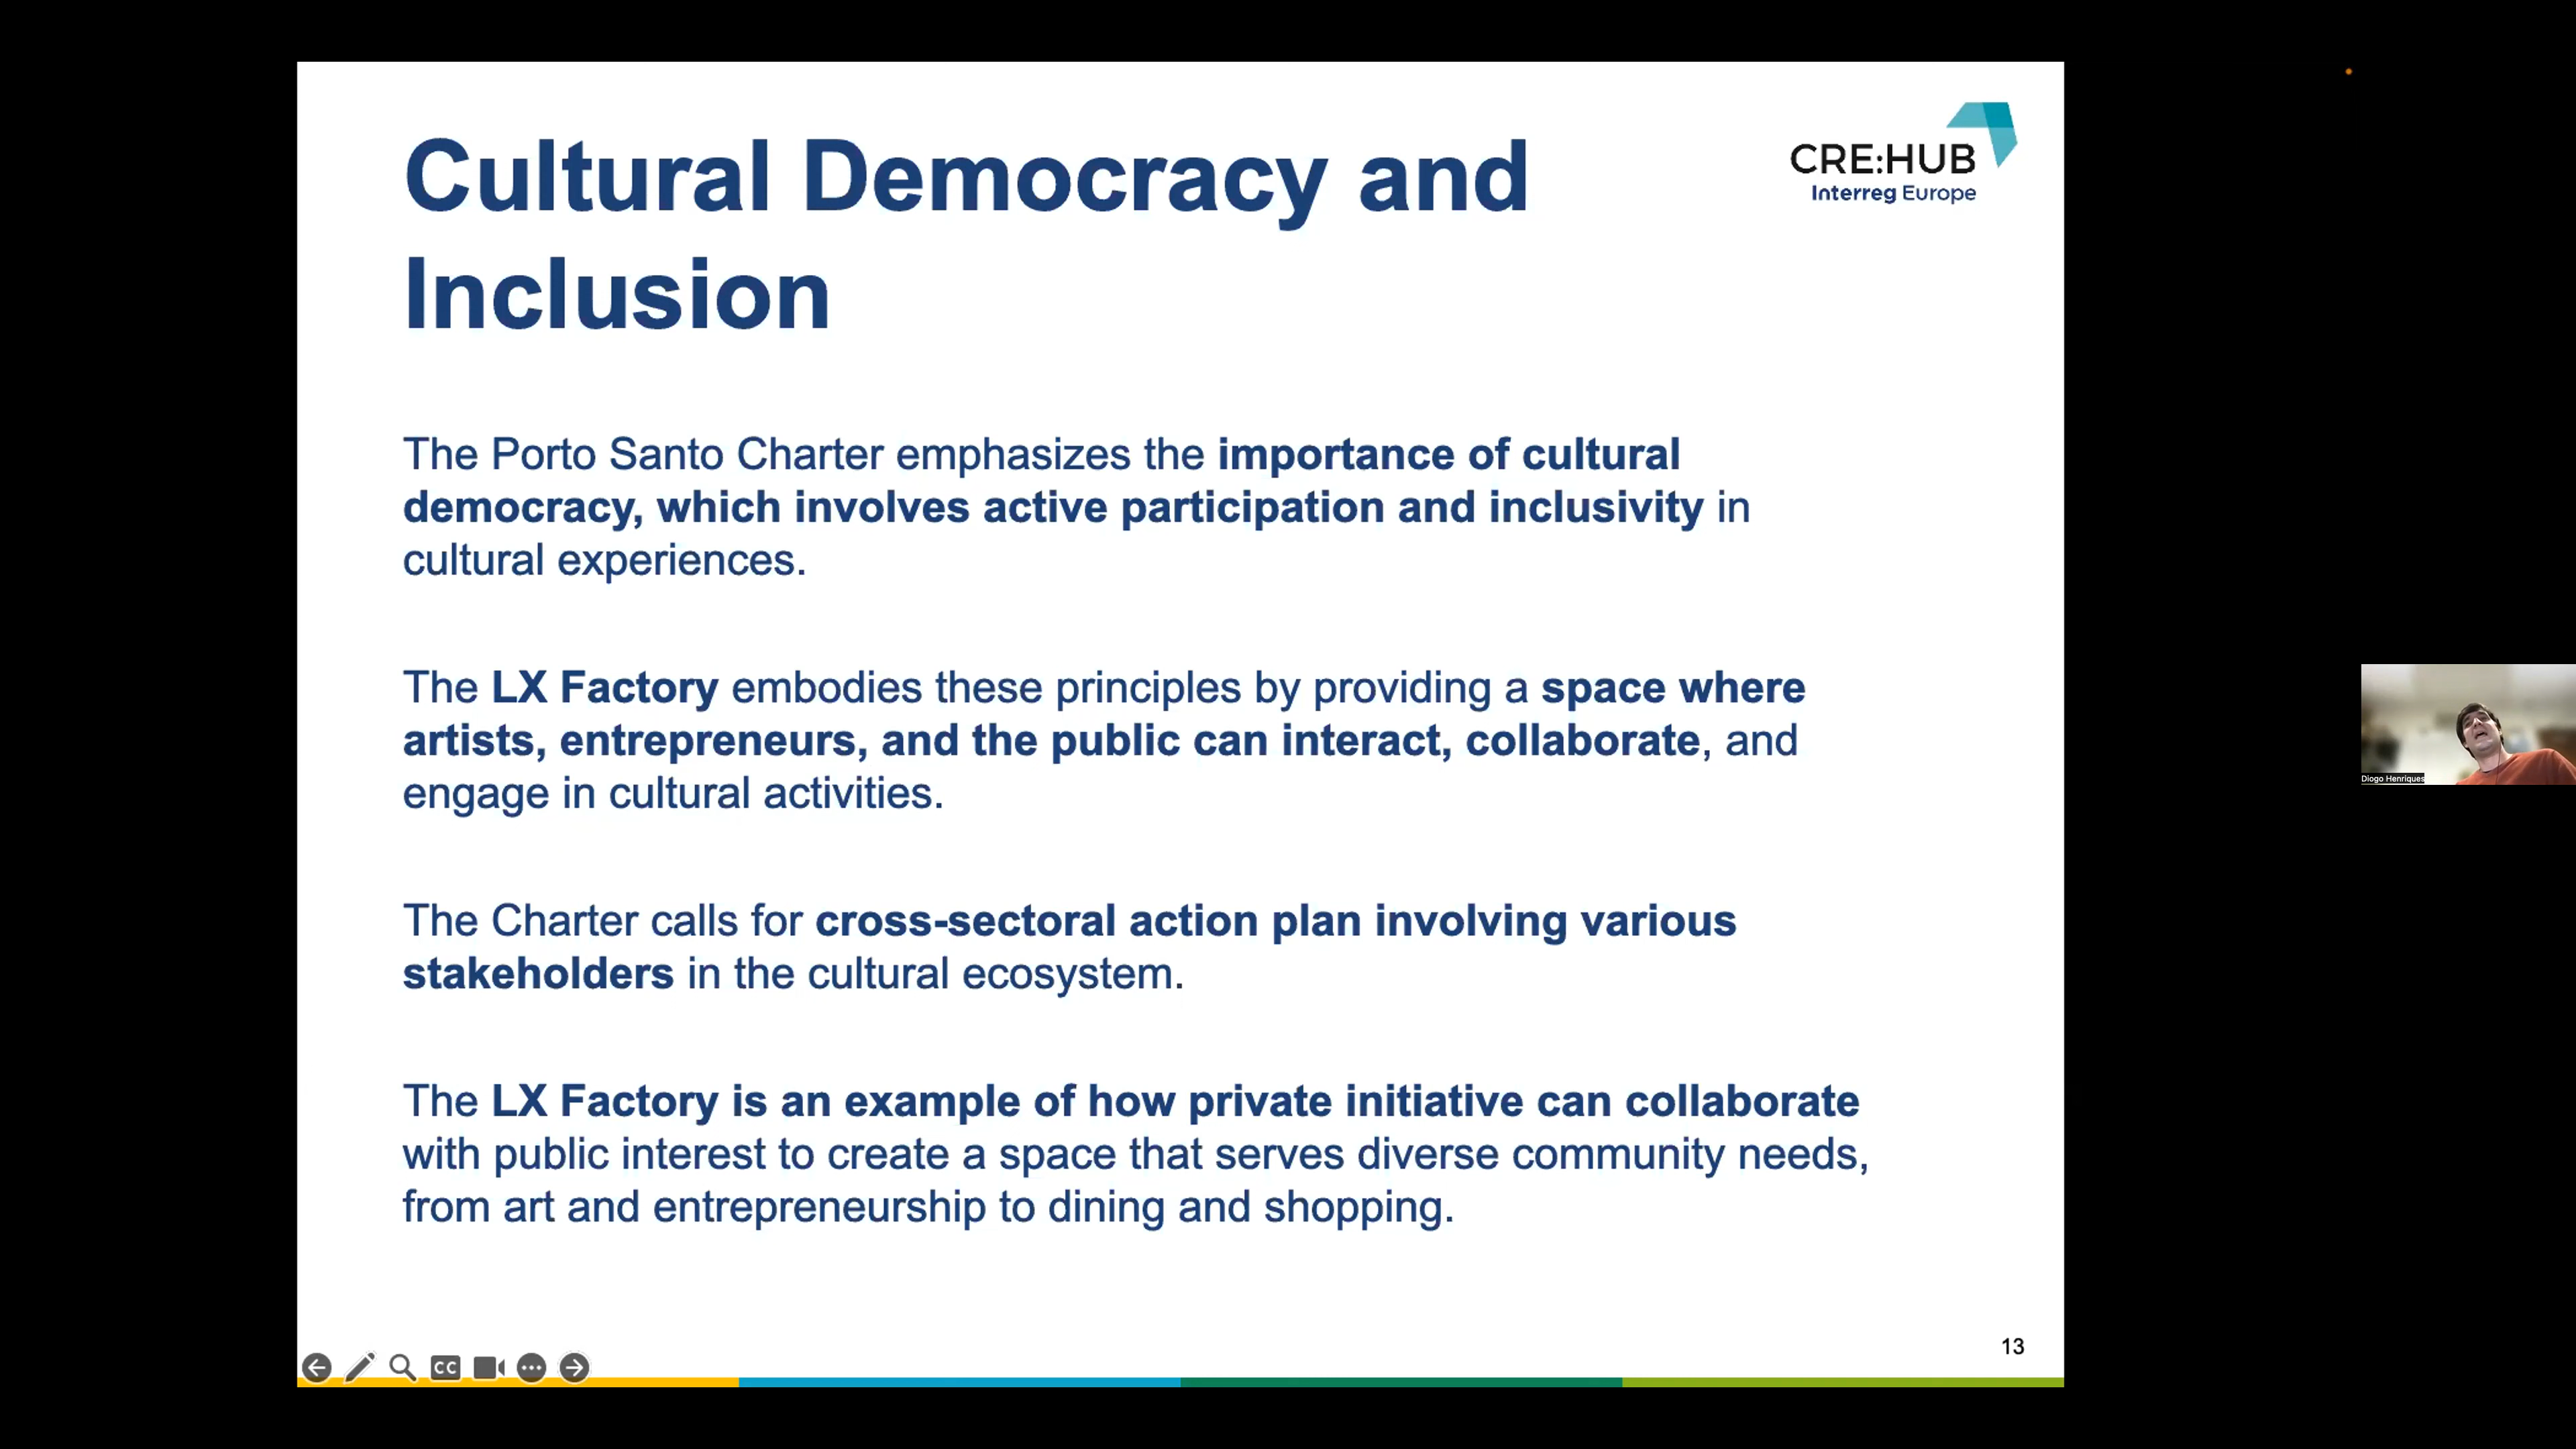 Cultural Democracy and
Inclusion
CRE:HUB
Interreg Europe
The Porto Santo Charter emphasizes the importance of cultural
democracy, which involves active participation and inclusivity in
cultural experiences.
The LX Factory embodies these principles by providing a space where
artists, entrepreneurs, and the public can interact, collaborate, and
engage in cultural activities.
The Charter calls for cross-sectoral action plan involving various
stakeholders in the cultural ecosystem.
The LX Factory is an example of how private initiative can collaborate
with public interest to create a space that serves diverse community needs,
from art and entrepreneurship to dining and shopping.
13
CC
Diogo Henriques